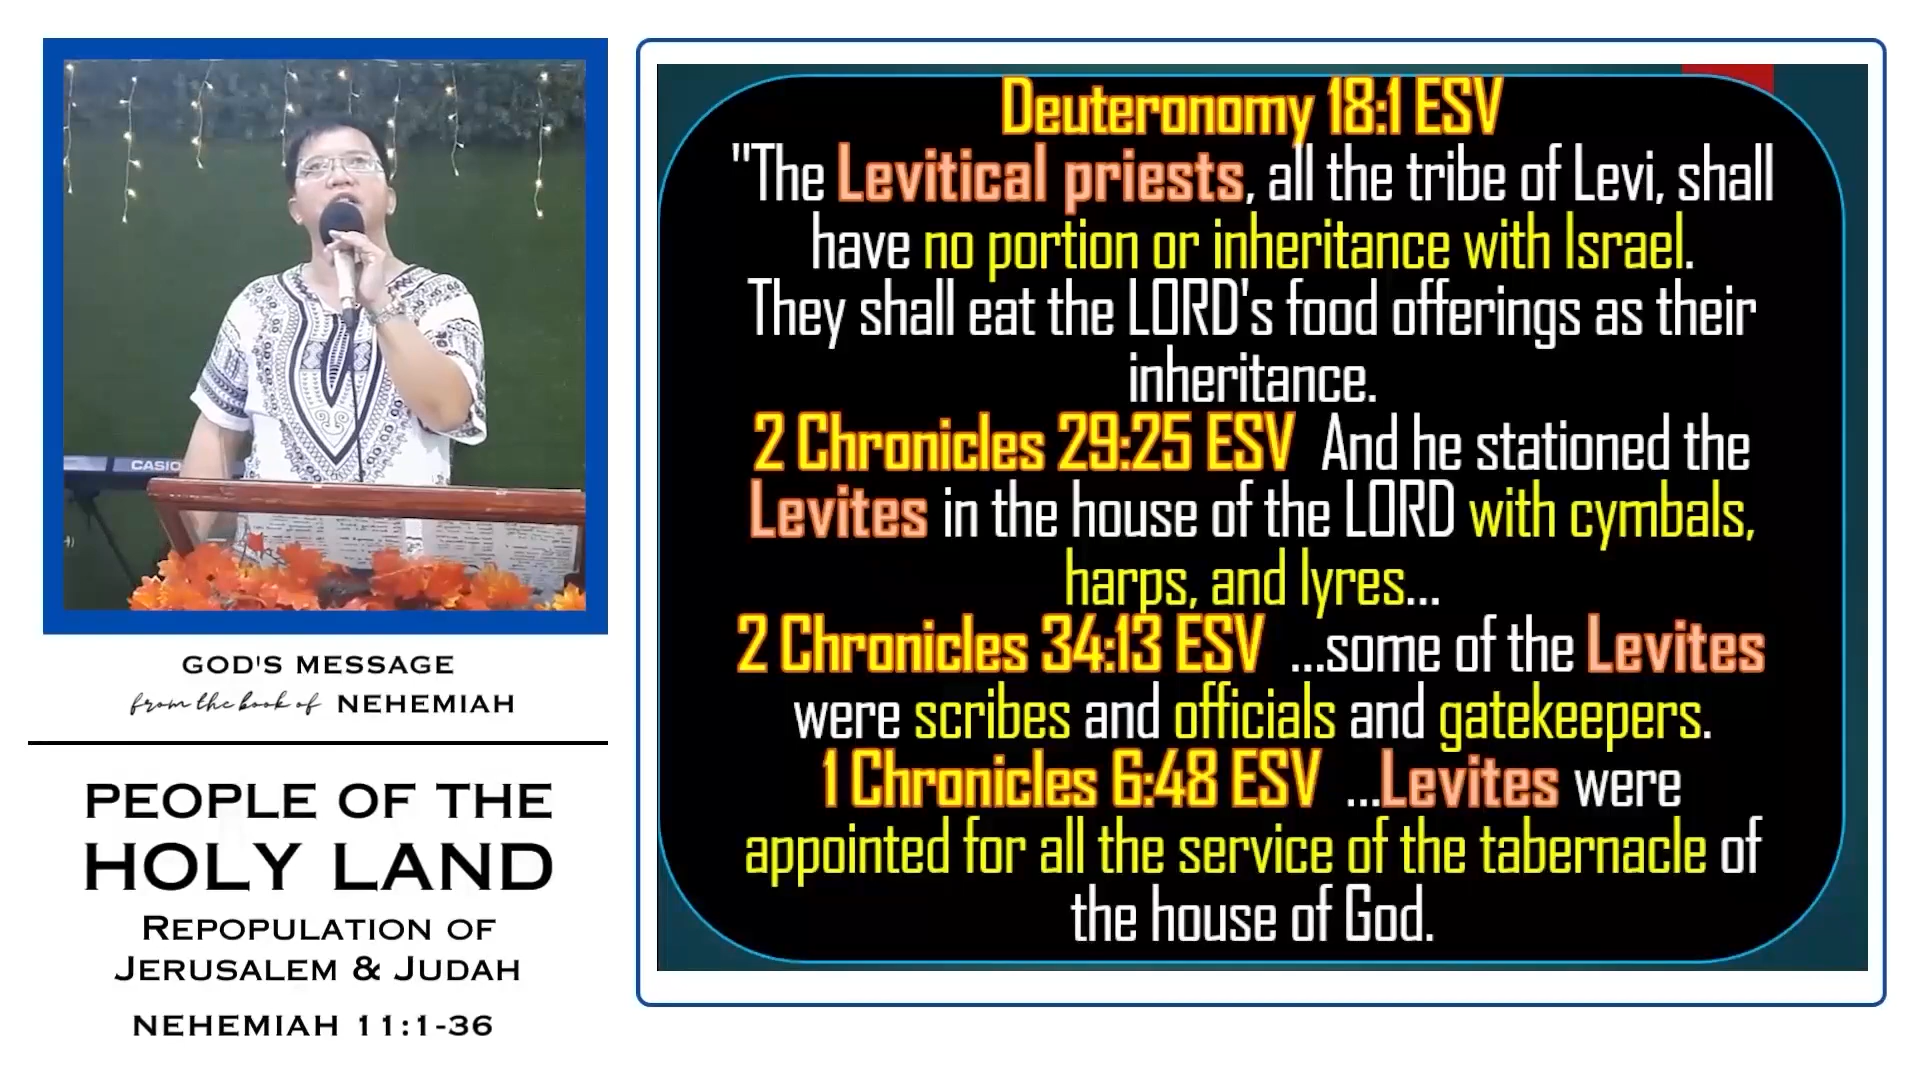 CASIO
GOD'S MESSAGE
from the book of NEHEMIAH
PEOPLE OF THE
HOLY LAND
REPOPULATION OF
JERUSALEM & JUDAH
NEHEMIAH 11:1-36
Deuteronomy 18:1 ESV
"The Levitical priests, all the tribe of Levi, shall
have no portion or inheritance with Israel.
They shall eat the LORD's food offerings as their
inheritance.
2 Chronicles 29:25 ESV And he stationed the
Levites in the house of the LORD with cymbals,
harps, and lyres...
2 Chronicles 34:13 ESV ...some of the Levites
were scribes and officials and gatekeepers.
1 Chronicles 6:48 ESV ...Levites were
appointed for all the service of the tabernacle of
the house of God.